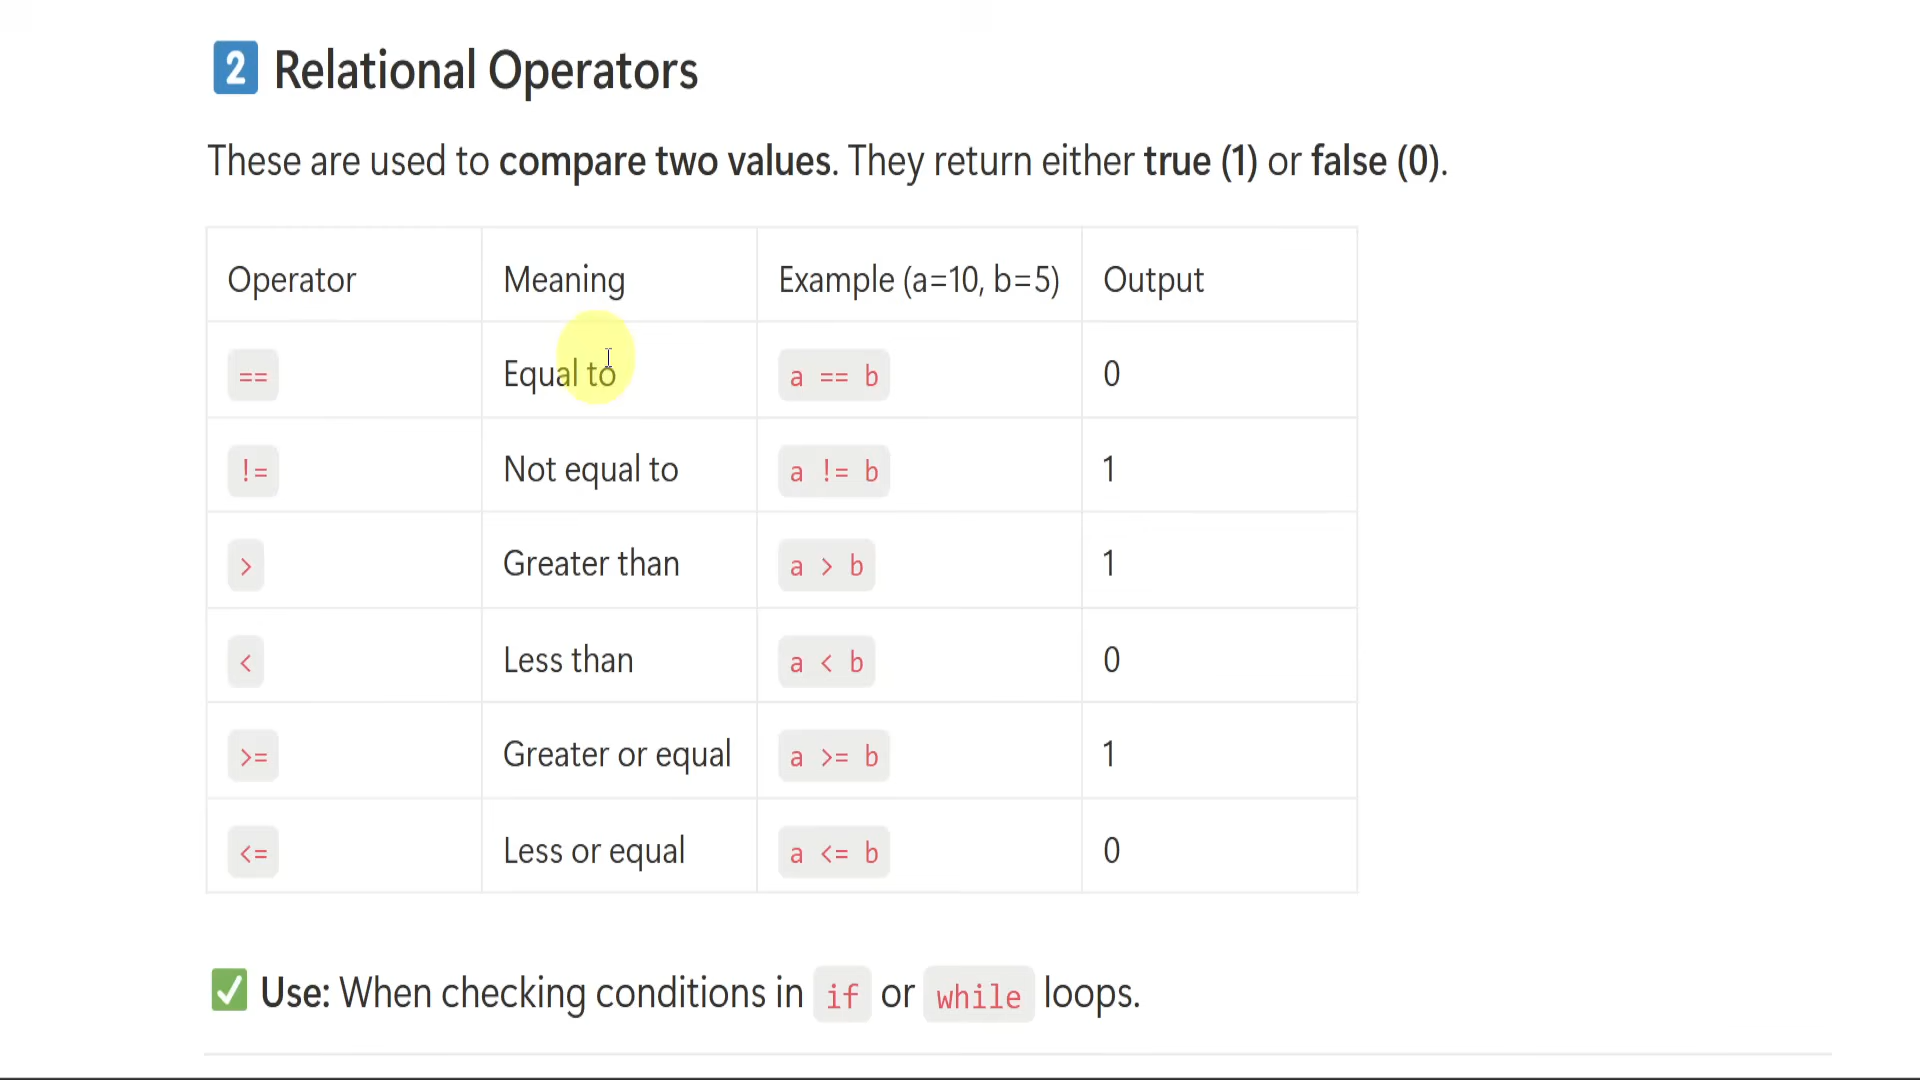 2 Relational Operators
These are used to compare two values. They return either true (1) or false (0).
Operator Meaning Example (a=10, b=5) Output
== Equal to a == b 0
!= Not equal to a != b 1
> Greater than a > b 1
< Less than a < b 0
>= Greater or equal a >= b 1
<= Less or equal a <= b 0
✅ Use: When checking conditions in if or while loops.